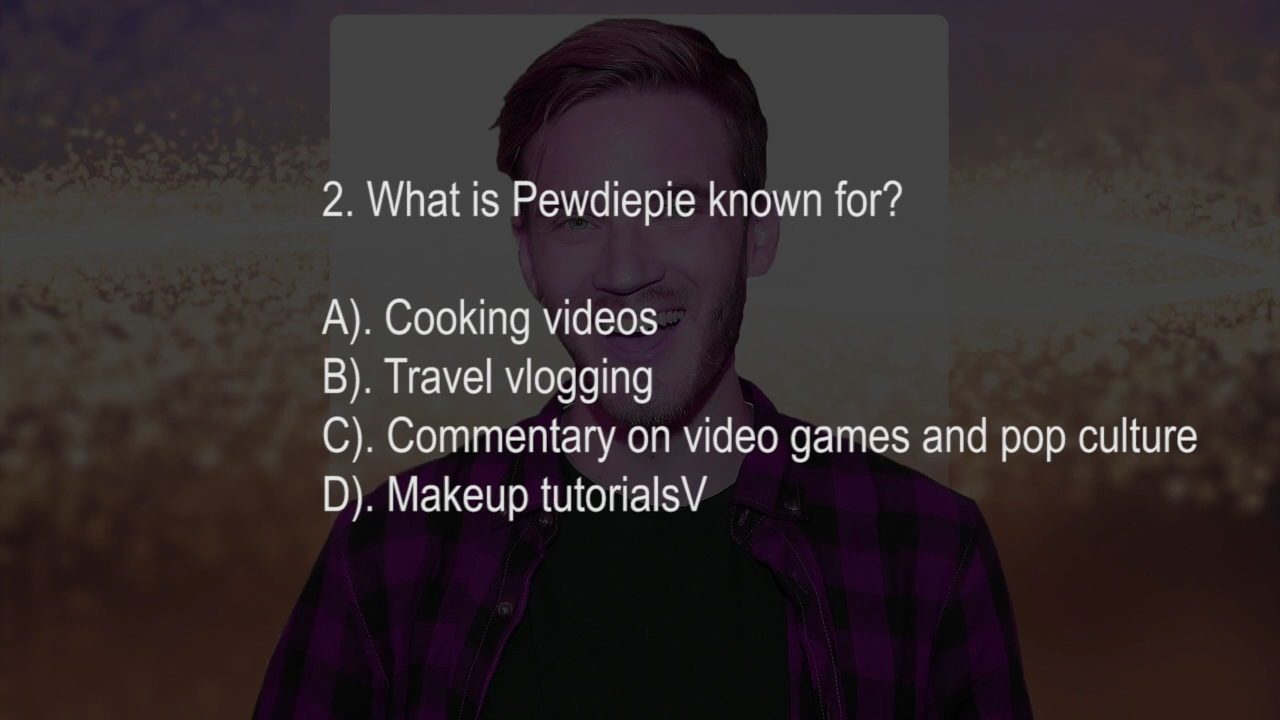 2. What is Pewdiepie known for?
A). Cooking videos
B). Travel vlogging
C). Commentary on video games and pop culture
D). Makeup tutorialsV